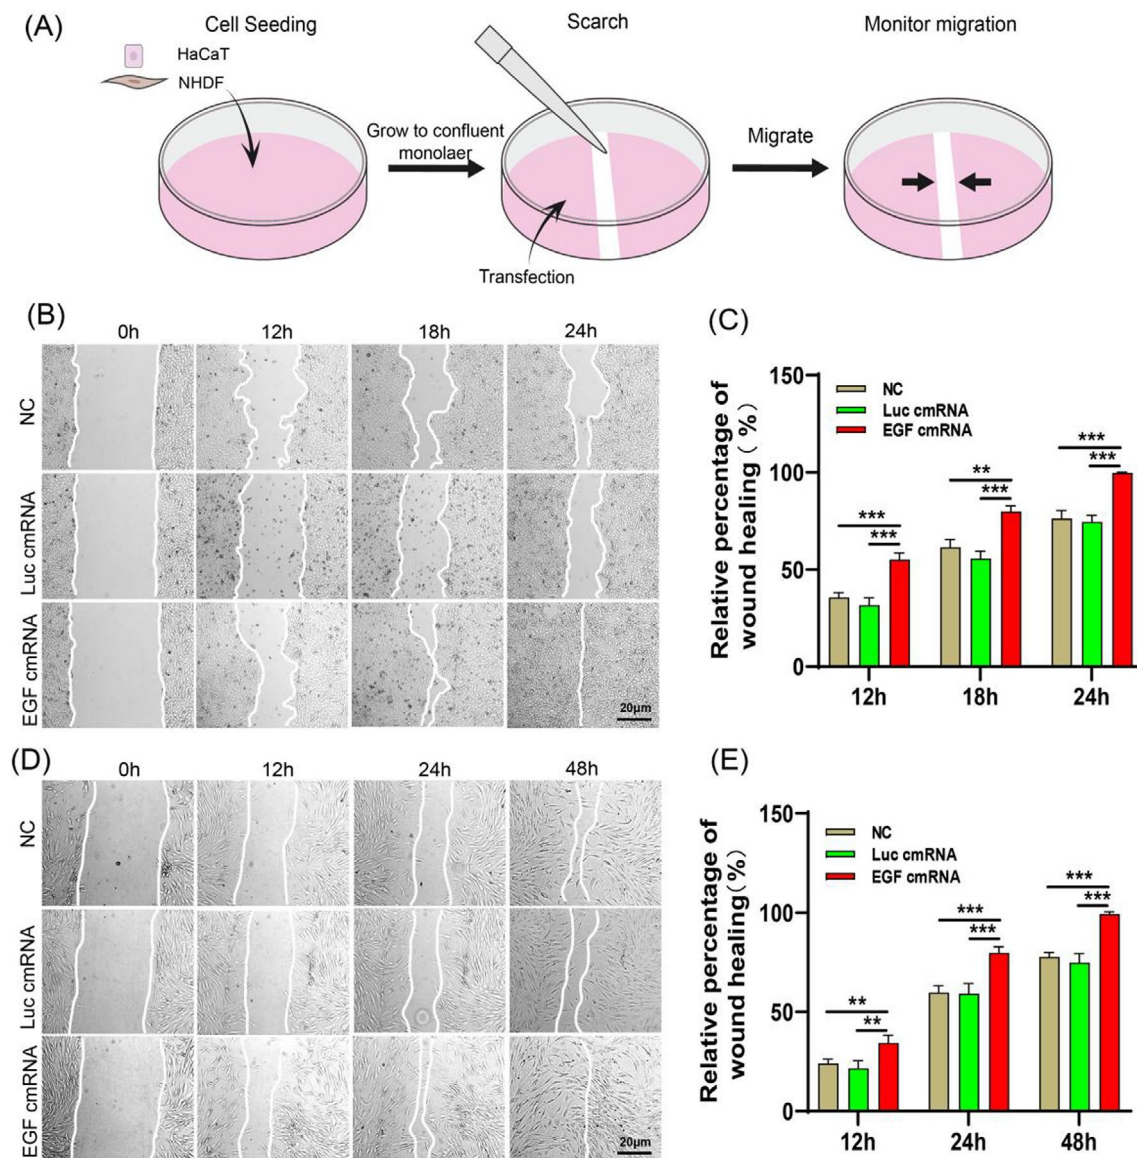 (A)
Cell Seeding
Scarch
Monitor migration
HaCaT
NHDF
Grow to confluent
monolaer
Migrate
Transfection
(B)
0h
12h
18h
24h
NC
Luc cmRNA
EGF cmRNA
20μm
(C)
Relative percentage of
wound healing (%)
150
100
50
0
NC
Luc cmRNA
EGF cmRNA
***
***
**
***
***
***
12h
18h
24h
(D)
0h
12h
24h
48h
NC
Luc cmRNA
EGF cmRNA
20μm
(E)
Relative percentage of
wound healing(%)
150
100
50
0
NC
Luc cmRNA
EGF cmRNA
**
**
***
***
***
***
12h
24h
48h